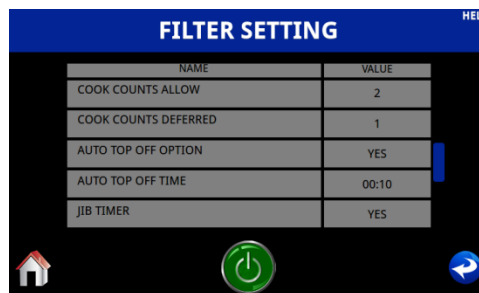 HEL
FILTER SETTING
NAME VALUE
COOK COUNTS ALLOW 2
COOK COUNTS DEFERRED 1
AUTO TOP OFF OPTION YES
AUTO TOP OFF TIME 00:10
JIB TIMER YES